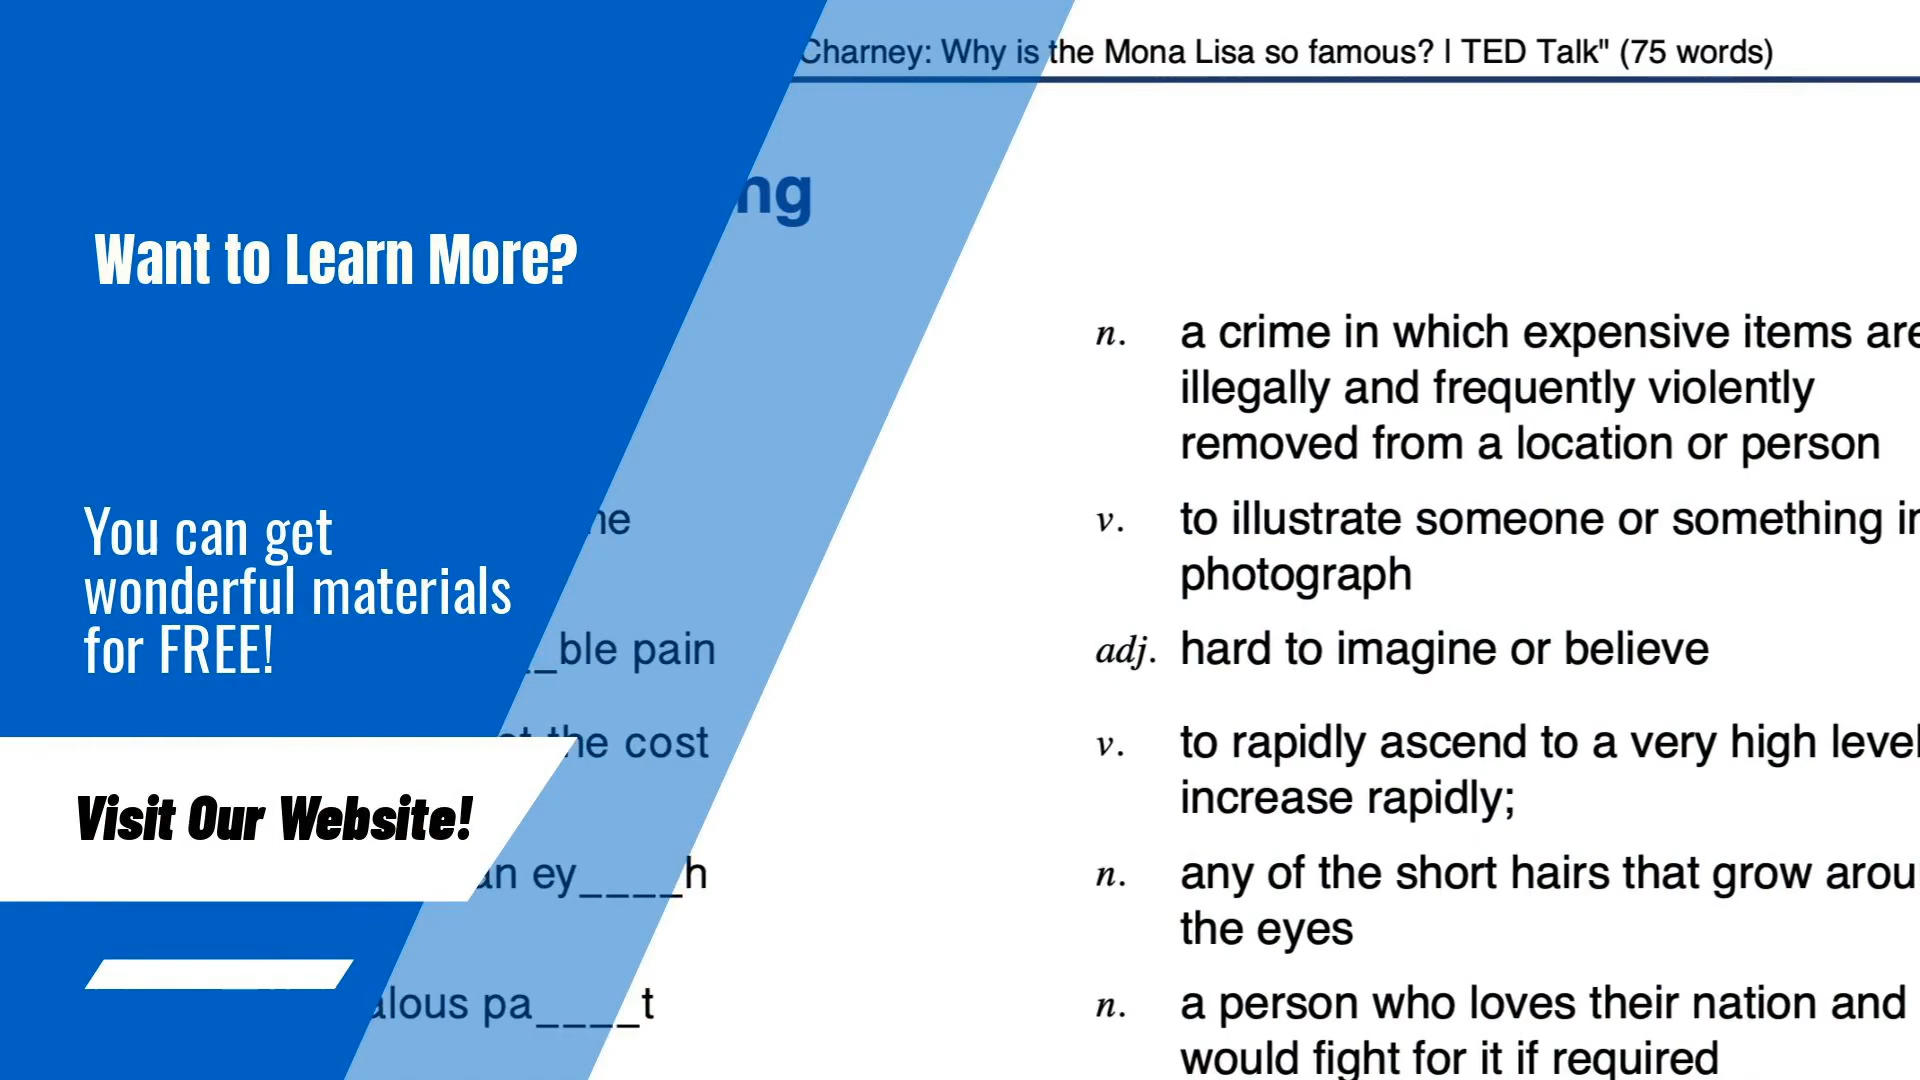 Charney: Why is the Mona Lisa so famous? | TED Talk" (75 words)
ng
Want to Learn More?
You can get
wonderful materials
for FREE!
Visit Our Website!
ne
_ble pain
the cost
an ey____h
alous pa____t
n. a crime in which expensive items are
illegally and frequently violently
removed from a location or person
v. to illustrate someone or something in
photograph
adj. hard to imagine or believe
v. to rapidly ascend to a very high level
increase rapidly;
n. any of the short hairs that grow arou
the eyes
n. a person who loves their nation and
would fight for it if required